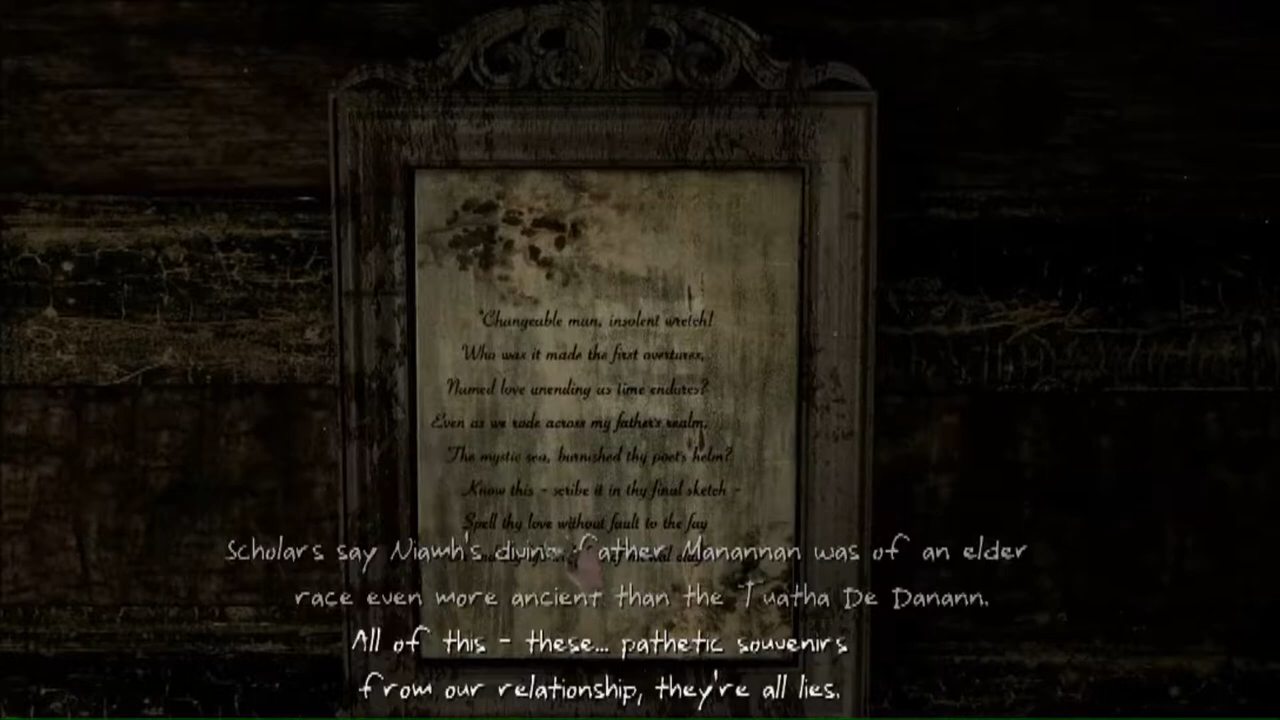 "Changeable man, insolent wretch!
Who was it made the first overtures,
Named love unending as time endures?
Even as we rode across my father's realm,
The mystic sea, burnished thy poet's helm?
Know this - scribe it in thy final sketch -
Spell thy love without fault to the fay
Scholars say Niamh's divine father Manannan was of an elder
race even more ancient than the Tuatha De Danann.
All of this - these... pathetic souvenirs
from our relationship, they're all lies.